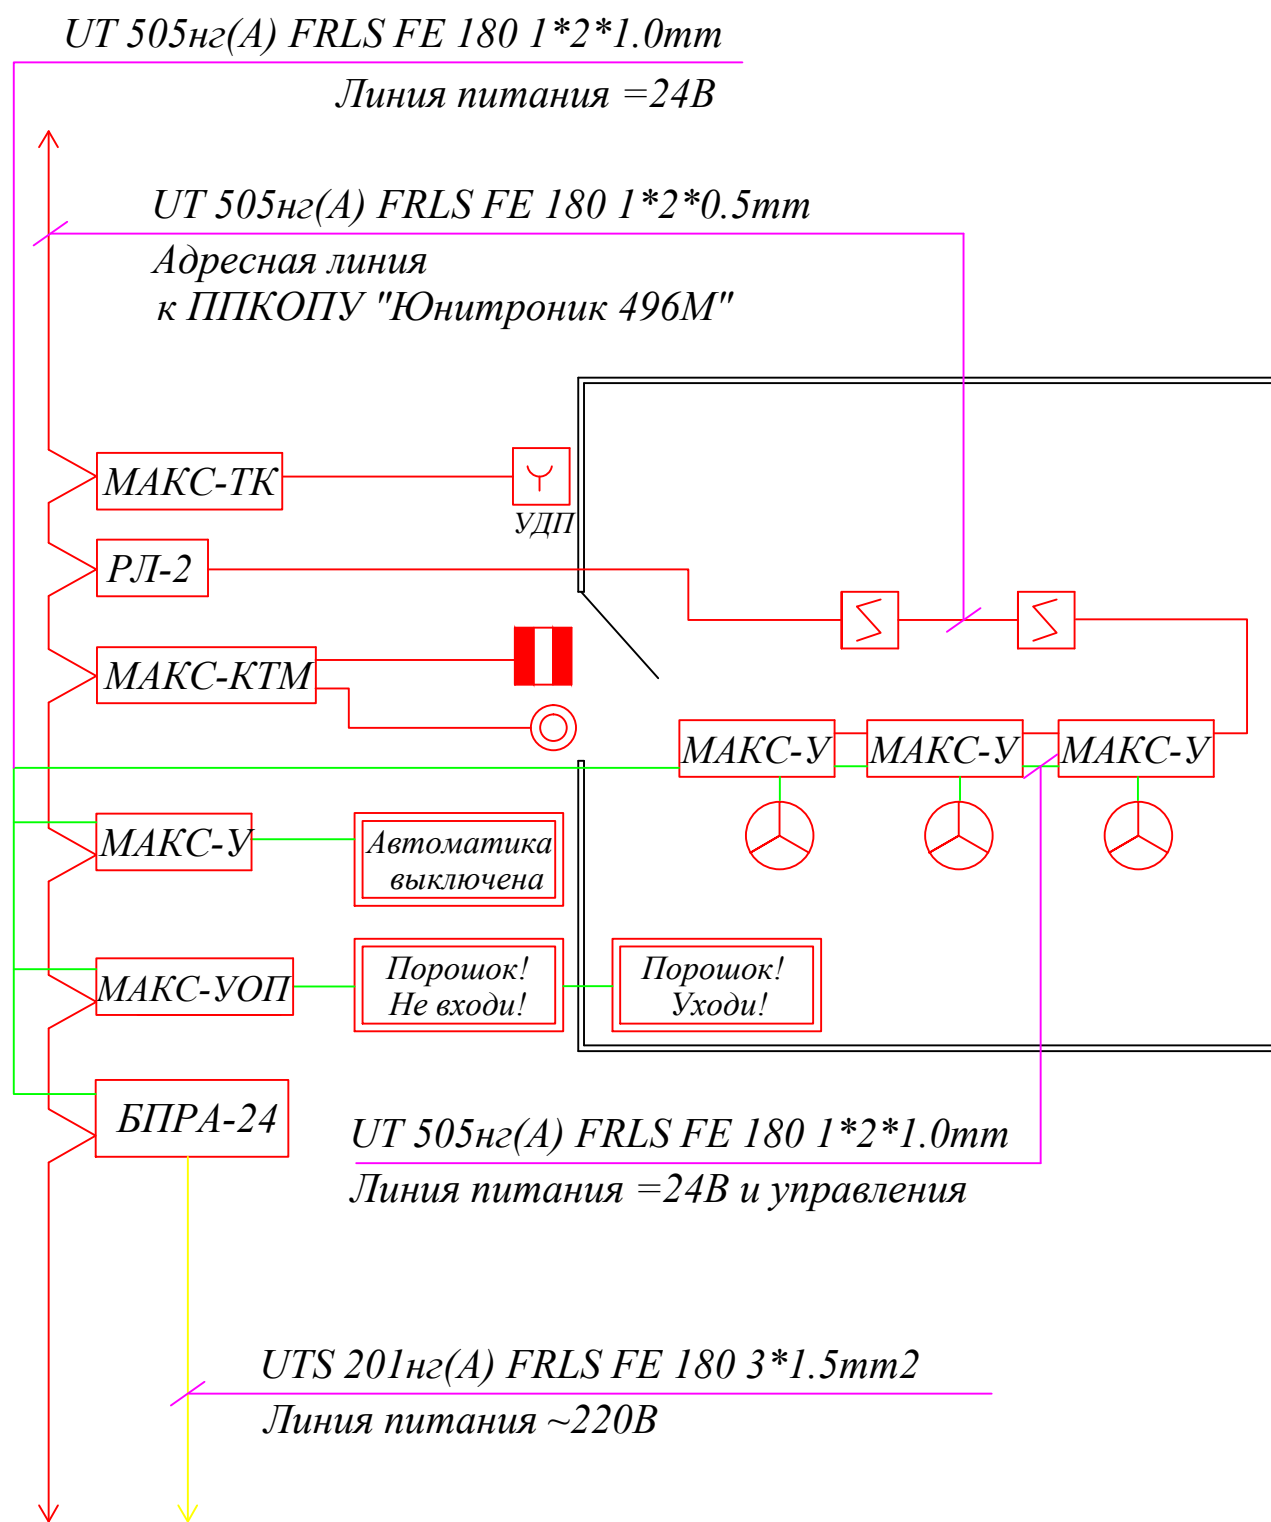 UT 505нг(А) FRLS FE 180 1*2*1.0mm
Линия питания =24В
UT 505нг(А) FRLS FE 180 1*2*0.5mm
Адресная линия
к ППКОПУ "Юнитроник 496М"
МАКС-ТК
УДП
РЛ-2
МАКС-КТМ
МАКС-У
МАКС-У
МАКС-У
МАКС-У
Автоматика
выключена
МАКС-УОП
Порошок!
Не входи!
Порошок!
Уходи!
БПРА-24
UT 505нг(А) FRLS FE 180 1*2*1.0mm
Линия питания =24В и управления
UTS 201нг(А) FRLS FE 180 3*1.5mm2
Линия питания ~220В